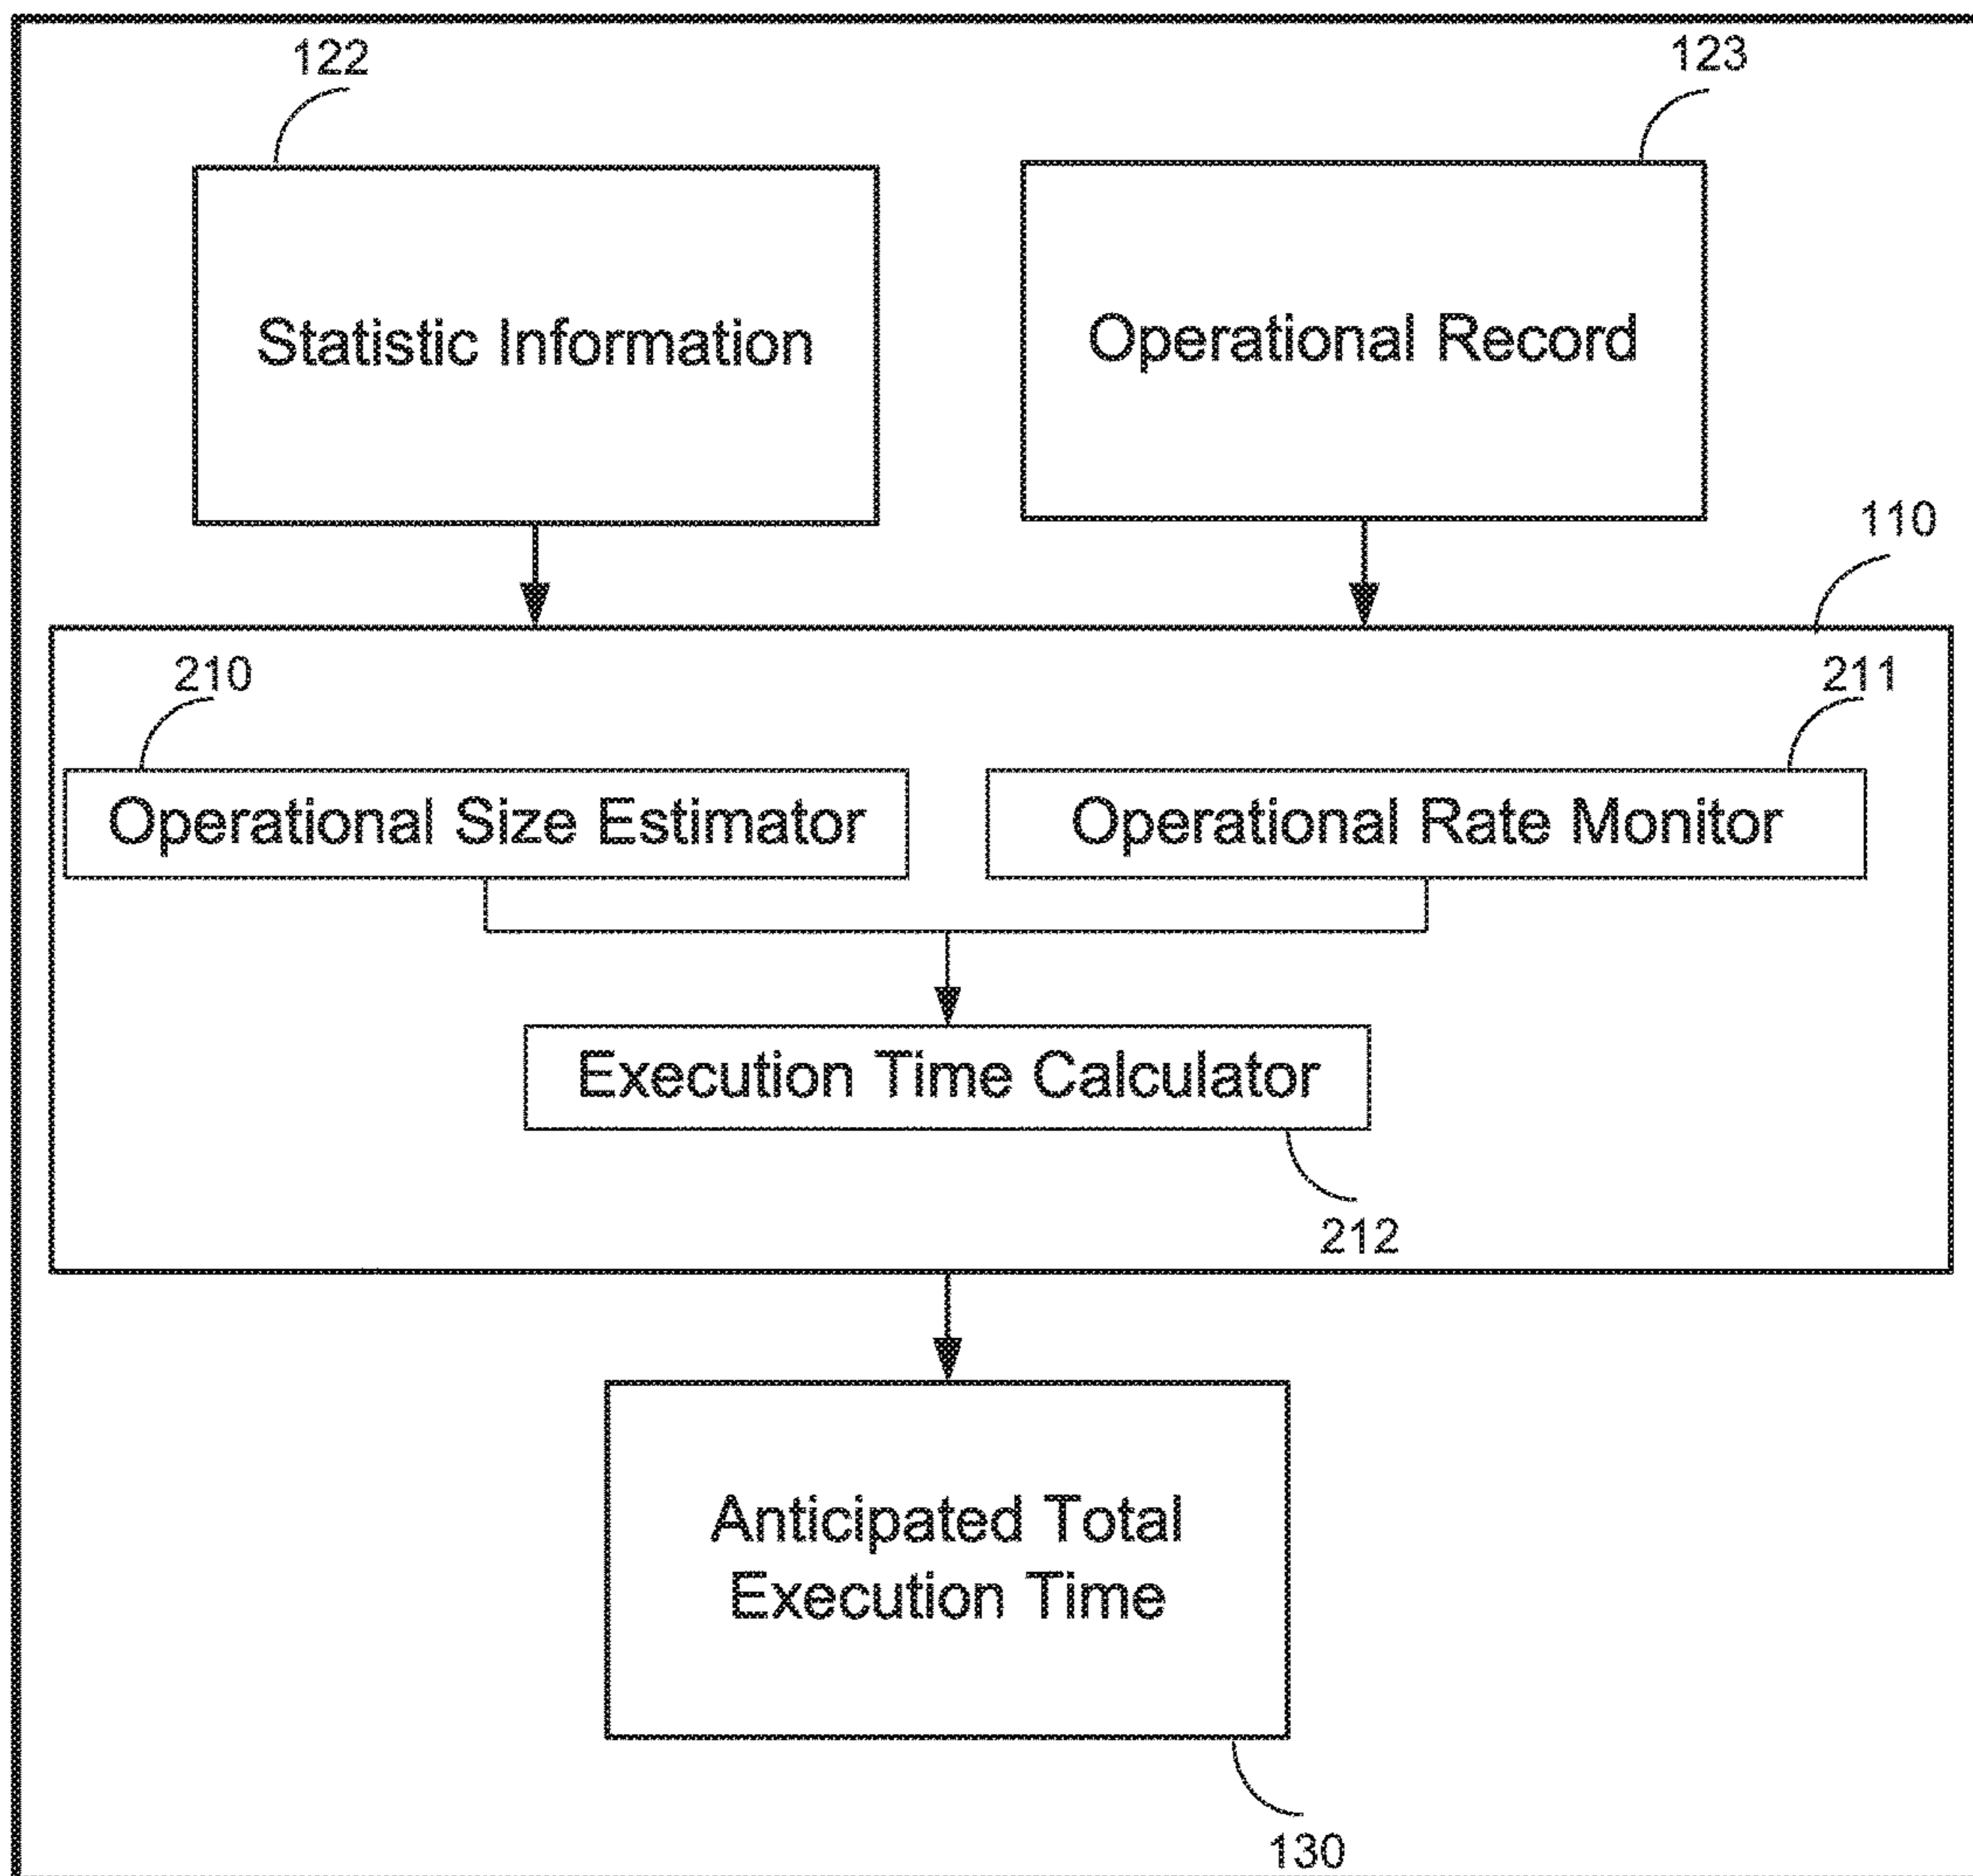 122
123
Statistic Information
Operational Record
110
210
211
Operational Size Estimator
Operational Rate Monitor
Execution Time Calculator
212
Anticipated Total
Execution Time
130